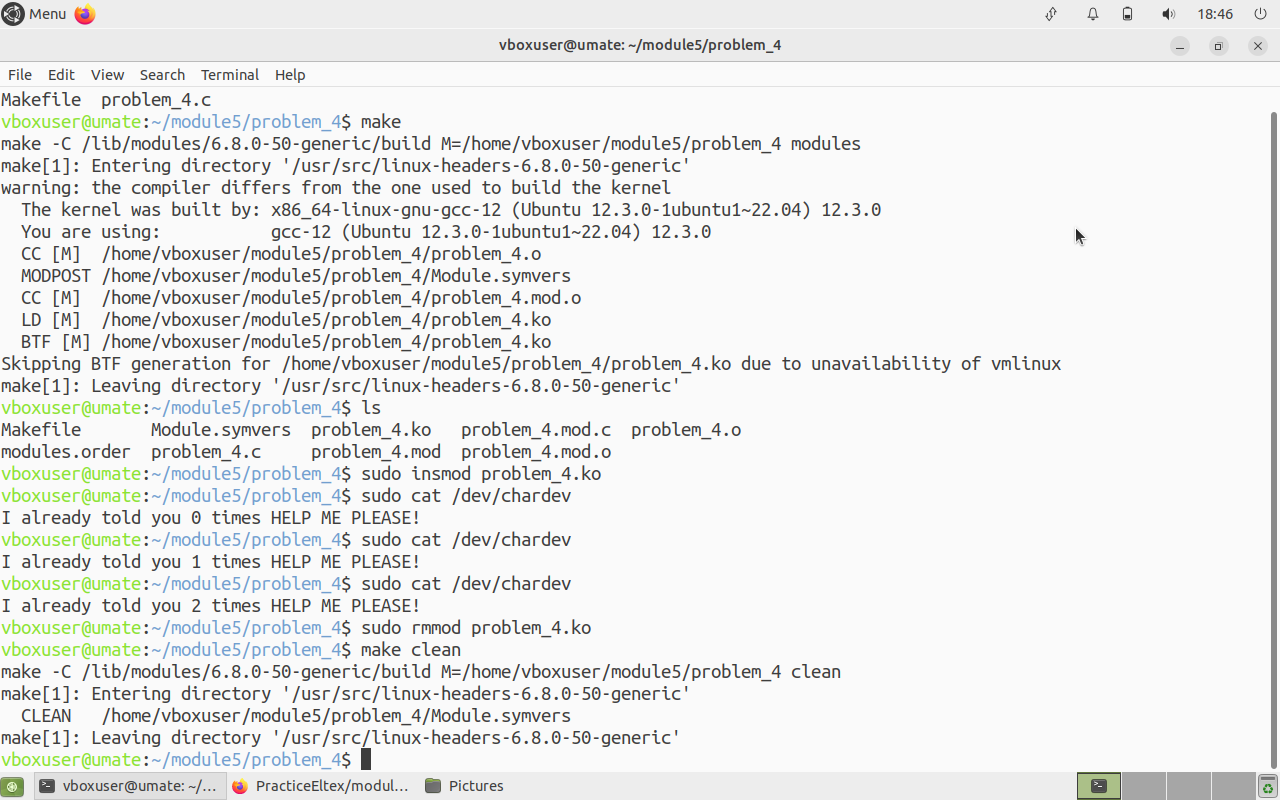 Menu 18:46
vboxuser@umate: ~/module5/problem_4
File Edit View Search Terminal Help
Makefile  problem_4.c
vboxuser@umate:~/module5/problem_4$ make
make -C /lib/modules/6.8.0-50-generic/build M=/home/vboxuser/module5/problem_4 modules
make[1]: Entering directory '/usr/src/linux-headers-6.8.0-50-generic'
warning: the compiler differs from the one used to build the kernel
  The kernel was built by: x86_64-linux-gnu-gcc-12 (Ubuntu 12.3.0-1ubuntu1~22.04) 12.3.0
  You are using:           gcc-12 (Ubuntu 12.3.0-1ubuntu1~22.04) 12.3.0
  CC [M]  /home/vboxuser/module5/problem_4/problem_4.o
  MODPOST /home/vboxuser/module5/problem_4/Module.symvers
  CC [M]  /home/vboxuser/module5/problem_4/problem_4.mod.o
  LD [M]  /home/vboxuser/module5/problem_4/problem_4.ko
  BTF [M] /home/vboxuser/module5/problem_4/problem_4.ko
Skipping BTF generation for /home/vboxuser/module5/problem_4/problem_4.ko due to unavailability of vmlinux
make[1]: Leaving directory '/usr/src/linux-headers-6.8.0-50-generic'
vboxuser@umate:~/module5/problem_4$ ls
Makefile       Module.symvers  problem_4.ko   problem_4.mod.c  problem_4.o
modules.order  problem_4.c     problem_4.mod  problem_4.mod.o
vboxuser@umate:~/module5/problem_4$ sudo insmod problem_4.ko
vboxuser@umate:~/module5/problem_4$ sudo cat /dev/chardev
I already told you 0 times HELP ME PLEASE!
vboxuser@umate:~/module5/problem_4$ sudo cat /dev/chardev
I already told you 1 times HELP ME PLEASE!
vboxuser@umate:~/module5/problem_4$ sudo cat /dev/chardev
I already told you 2 times HELP ME PLEASE!
vboxuser@umate:~/module5/problem_4$ sudo rmmod problem_4.ko
vboxuser@umate:~/module5/problem_4$ make clean
make -C /lib/modules/6.8.0-50-generic/build M=/home/vboxuser/module5/problem_4 clean
make[1]: Entering directory '/usr/src/linux-headers-6.8.0-50-generic'
  CLEAN   /home/vboxuser/module5/problem_4/Module.symvers
make[1]: Leaving directory '/usr/src/linux-headers-6.8.0-50-generic'
vboxuser@umate:~/module5/problem_4$
vboxuser@umate: ~/... PracticeEltex/modul... Pictures